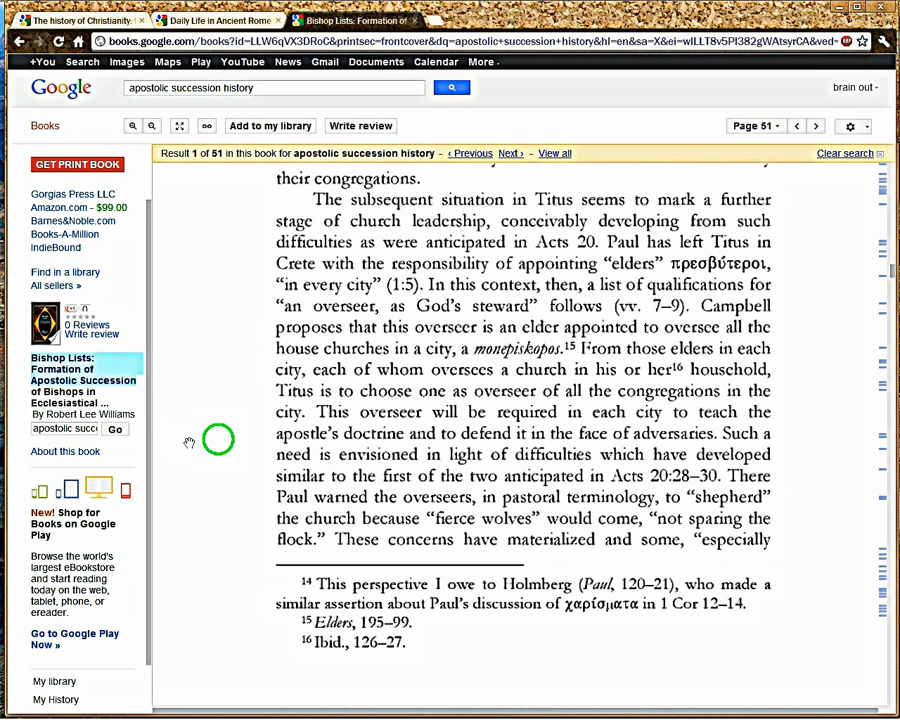 The history of Christianity:
Daily Life in Ancient Rome
Bishop Lists: Formation of
books.google.com/books?id=LLW6qVX3DRoC&printsec=frontcover&dq=apostolic+succession+history&hl=en&sa=X&ei=wILLT8v5PI382gWAtsyrCA&ved=
+You Search Images Maps Play YouTube News Gmail Documents Calendar More
Google
apostolic succession history
brain out
Books
Add to my library
Write review
Page 51
Result 1 of 51 in this book for apostolic succession history - ‹ Previous Next › - View all
Clear search
GET PRINT BOOK
Gorgias Press LLC
Amazon.com - $99.00
Barnes&Noble.com
Books-A-Million
IndieBound
Find in a library
All sellers »
0
0 Reviews
Write review
Bishop Lists:
Formation of
Apostolic Succession
of Bishops in
Ecclesiastical ...
By Robert Lee Williams
apostolic succ
Go
About this book
New! Shop for
Books on Google
Play
Browse the world's
largest eBookstore
and start reading
today on the web,
tablet, phone, or
ereader.
Go to Google Play
Now »
My library
My History
their congregations.
The subsequent situation in Titus seems to mark a further
stage of church leadership, conceivably developing from such
difficulties as were anticipated in Acts 20. Paul has left Titus in
Crete with the responsibility of appointing “elders” πρεσβύτεροι,
“in every city” (1:5). In this context, then, a list of qualifications for
“an overseer, as God’s steward” follows (vv. 7–9). Campbell
proposes that this overseer is an elder appointed to oversee all the
house churches in a city, a monepiskopos.15 From those elders in each
city, each of whom oversees a church in his or her16 household,
Titus is to choose one as overseer of all the congregations in the
city. This overseer will be required in each city to teach the
apostle’s doctrine and to defend it in the face of adversaries. Such a
need is envisioned in light of difficulties which have developed
similar to the first of the two anticipated in Acts 20:28–30. There
Paul warned the overseers, in pastoral terminology, to “shepherd”
the church because “fierce wolves” would come, “not sparing the
flock.” These concerns have materialized and some, “especially
14 This perspective I owe to Holmberg (Paul, 120–21), who made a
similar assertion about Paul’s discussion of χαρίσματα in 1 Cor 12–14.
15 Elders, 195–99.
16 Ibid., 126–27.